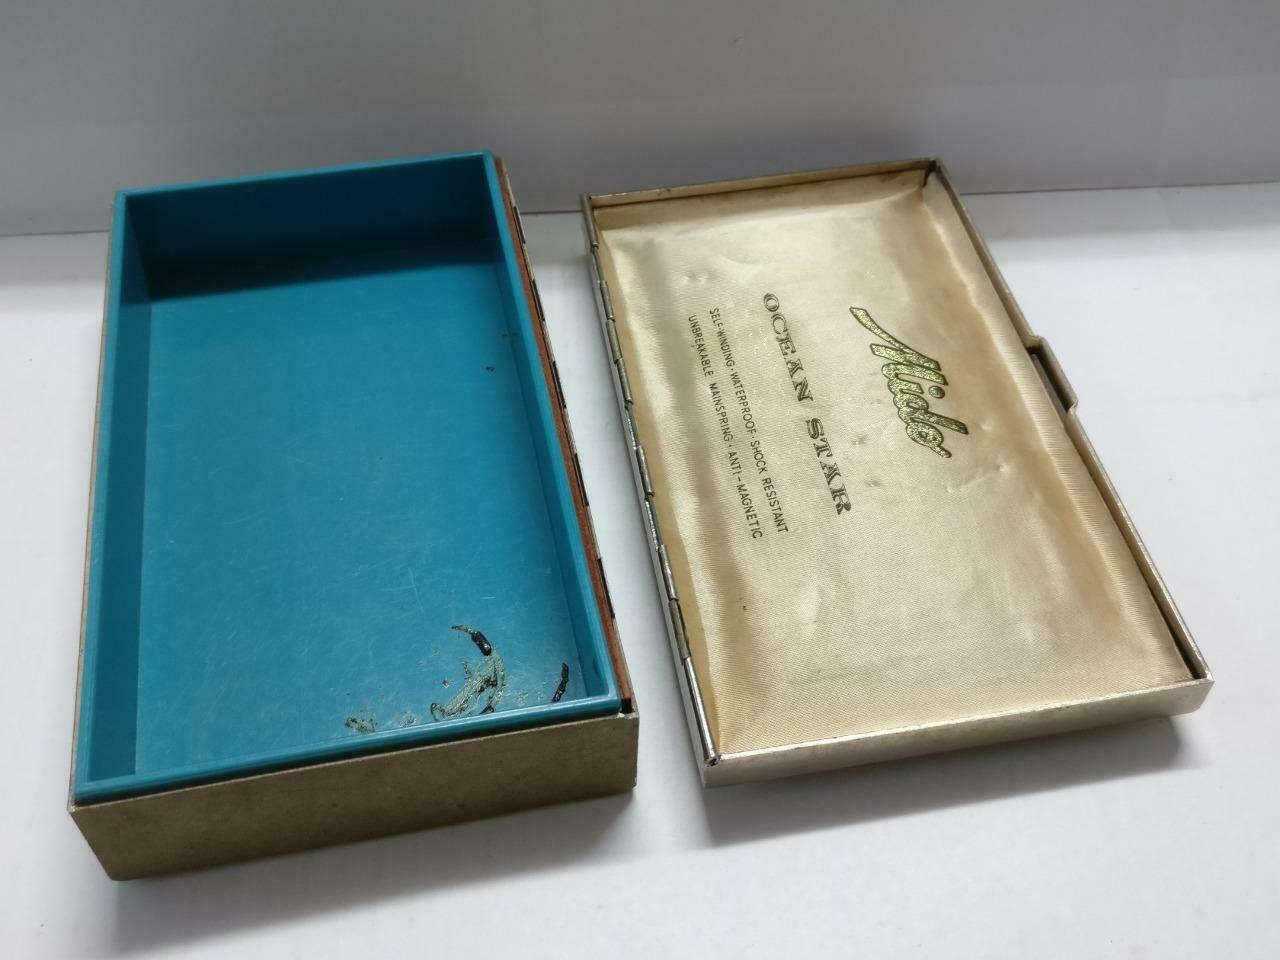 Mido
OCEAN STAR
SELF-WINDING · WATERPROOF · SHOCK RESISTANT
UNBREAKABLE MAINSPRING · ANTI-MAGNETIC